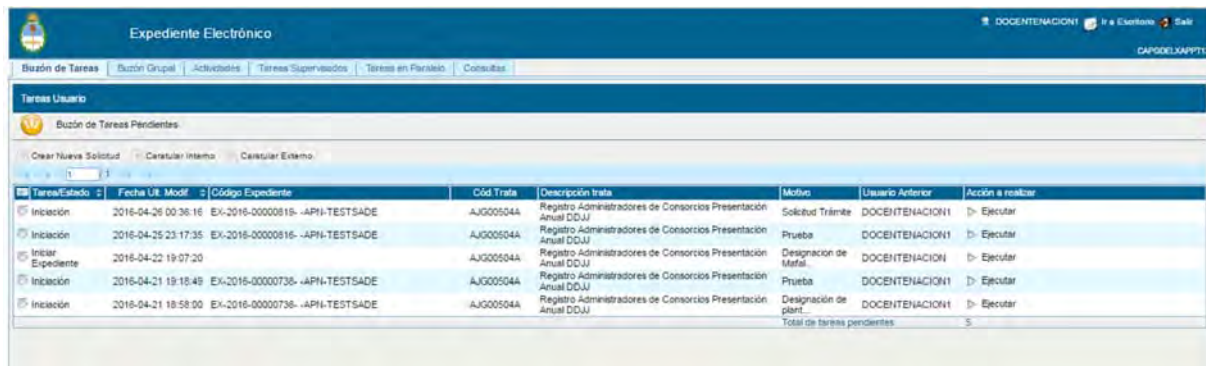 DOCENTENACION1 Ir a Escritorio Salir
Expediente Electrónico
CAPGDELXAPPT1
Buzón de Tareas Buzón Grupal Actividades Tareas Supervisados Tareas en Paralelo Consultas
Tareas Usuario
Buzón de Tareas Pendientes
Crear Nueva Solicitud Caratular Interno Caratular Externo
1 / 1
Tarea/Estado Fecha Ult. Modif. Código Expediente Cód Trata Descripción trata Motivo Usuario Anterior Acción a realizar
Iniciación 2016-04-26 00:36:16 EX-2016-00000819- -APN-TESTSADE AJG00504A Registro Administradores de Consorcios Presentación Anual DDJJ Solicitud Trámite DOCENTENACION1 Ejecutar
Iniciación 2016-04-25 23:17:35 EX-2016-00000816- -APN-TESTSADE AJG00504A Registro Administradores de Consorcios Presentación Anual DDJJ Prueba DOCENTENACION1 Ejecutar
Iniciar Expediente 2016-04-22 19:07:20 AJG00504A Registro Administradores de Consorcios Presentación Anual DDJJ Designacion de Mafal... DOCENTENACION Ejecutar
Iniciación 2016-04-21 19:18:49 EX-2016-00000738- -APN-TESTSADE AJG00504A Registro Administradores de Consorcios Presentación Anual DDJJ Prueba DOCENTENACION1 Ejecutar
Iniciación 2016-04-21 18:58:00 EX-2016-00000736- -APN-TESTSADE AJG00504A Registro Administradores de Consorcios Presentación Anual DDJJ Designación de plant... DOCENTENACION1 Ejecutar
Total de tareas pendientes 5